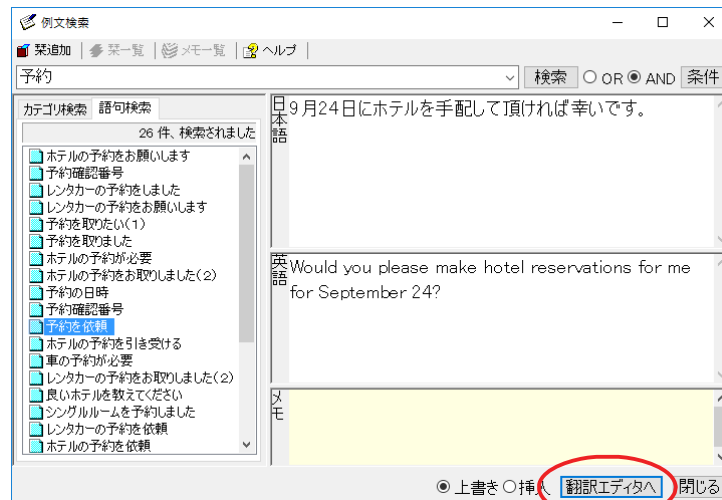 例文検索
栞追加 栞一覧 メモ一覧 ヘルプ
予約 検索 OR AND 条件
カテゴリ検索 語句検索
26 件、検索されました
ホテルの予約をお願いします
予約確認番号
レンタカーの予約をしました
レンタカーの予約をお願いします
予約を取りたい(1)
予約を取りました
ホテルの予約が必要
ホテルの予約をお取りしました(2)
予約の日時
予約確認番号
予約を依頼
ホテルの予約を引き受ける
車の予約が必要
レンタカーの予約をお取りしました(2)
良いホテルを教えてください
シングルルームを予約しました
レンタカーの予約を依頼
ホテルの予約を依頼
日本語
9月24日にホテルを手配して頂ければ幸いです。
英語
Would you please make hotel reservations for me
for September 24?
メモ
上書き 挿入 翻訳エディタへ 閉じる